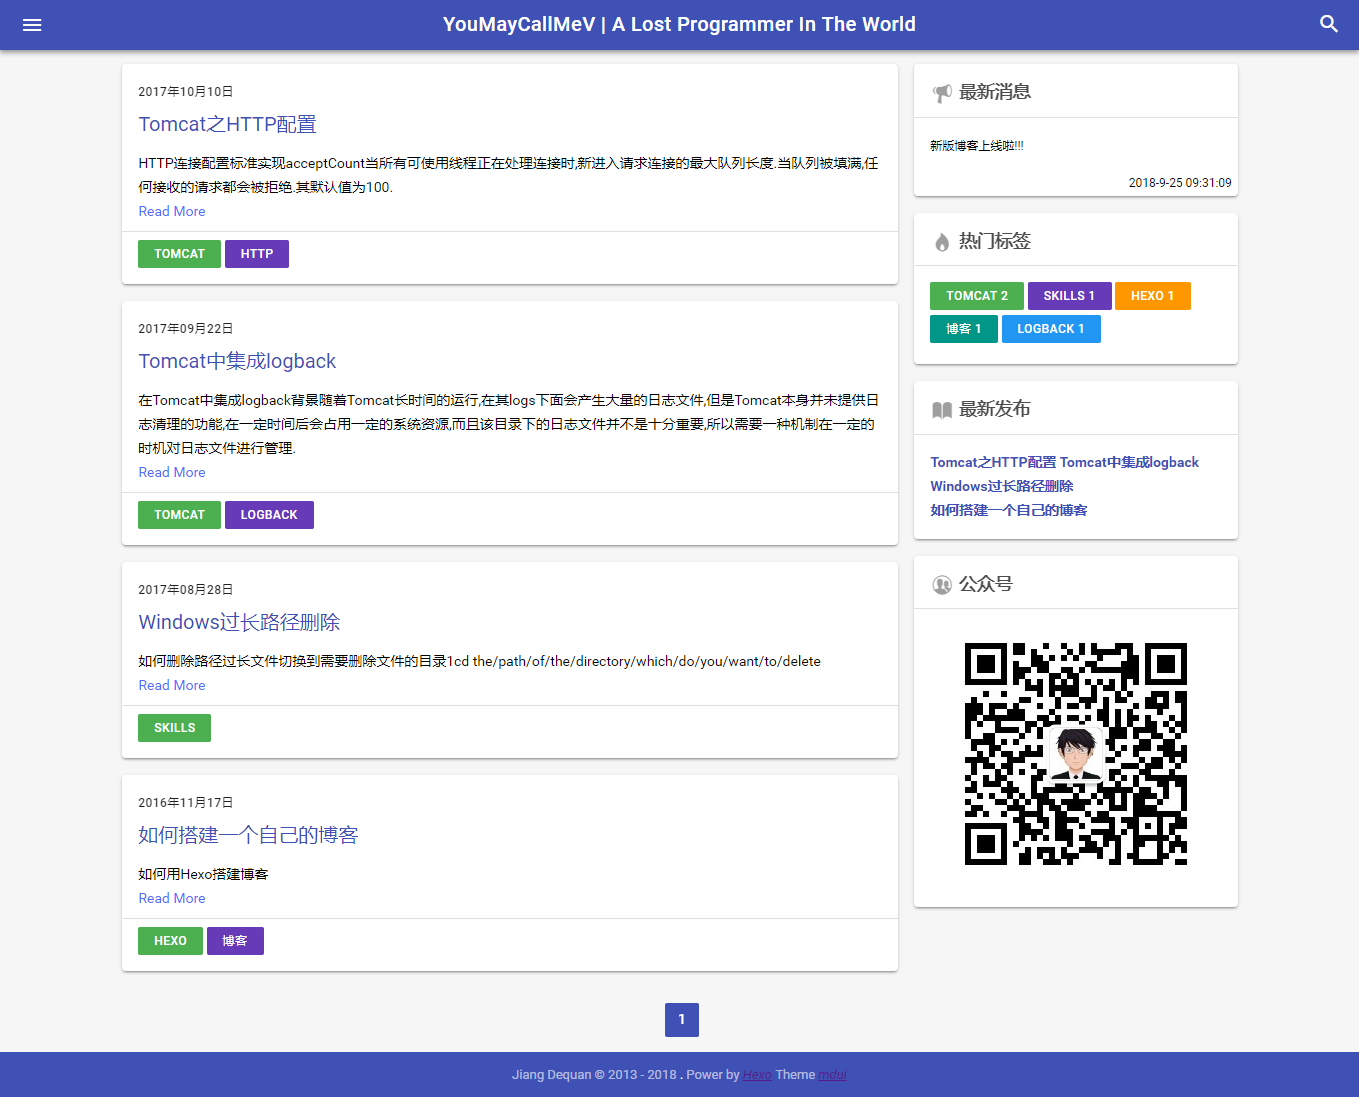 YouMayCallMeV | A Lost Programmer In The World
2017年10月10日
Tomcat之HTTP配置
HTTP连接配置标准实现acceptCount当所有可使用线程正在处理连接时,新进入请求连接的最大队列长度.当队列被填满,任
何接收的请求都会被拒绝.其默认值为100.
Read More
TOMCAT HTTP
2017年09月22日
Tomcat中集成logback
在Tomcat中集成logback背景随着Tomcat长时间的运行,在其logs下面会产生大量的日志文件,但是Tomcat本身并未提供日
志清理的功能,在一定时间后会占用一定的系统资源,而且该目录下的日志文件并不是十分重要,所以需要一种机制在一定的
时机对日志文件进行管理.
Read More
TOMCAT LOGBACK
2017年08月28日
Windows过长路径删除
如何删除路径过长文件切换到需要删除文件的目录1cd the/path/of/the/directory/which/do/you/want/to/delete
Read More
SKILLS
2016年11月17日
如何搭建一个自己的博客
如何用Hexo搭建博客
Read More
HEXO 博客
最新消息
新版博客上线啦!!!
2018-9-25 09:31:09
热门标签
TOMCAT 2 SKILLS 1 HEXO 1
博客 1 LOGBACK 1
最新发布
Tomcat之HTTP配置 Tomcat中集成logback
Windows过长路径删除
如何搭建一个自己的博客
公众号
1
Jiang Dequan © 2013 - 2018 . Power by Hexo Theme mdui